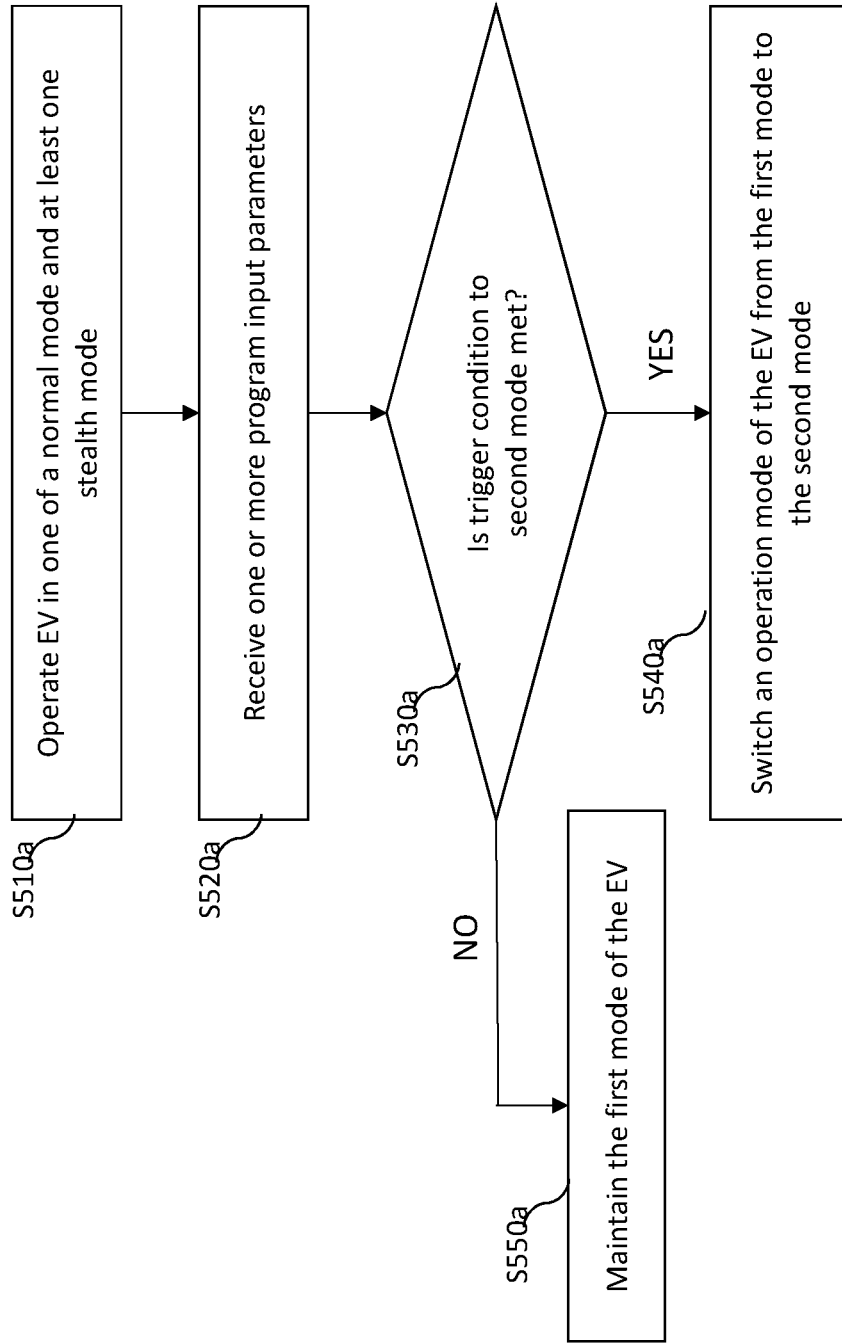 S510a
Operate EV in one of a normal mode and at least one
stealth mode
S520a
Receive one or more program input parameters
S530a
Is trigger condition to
second mode met?
NO
YES
S550a
Maintain the first mode of the EV
S540a
Switch an operation mode of the EV from the first mode to
the second mode